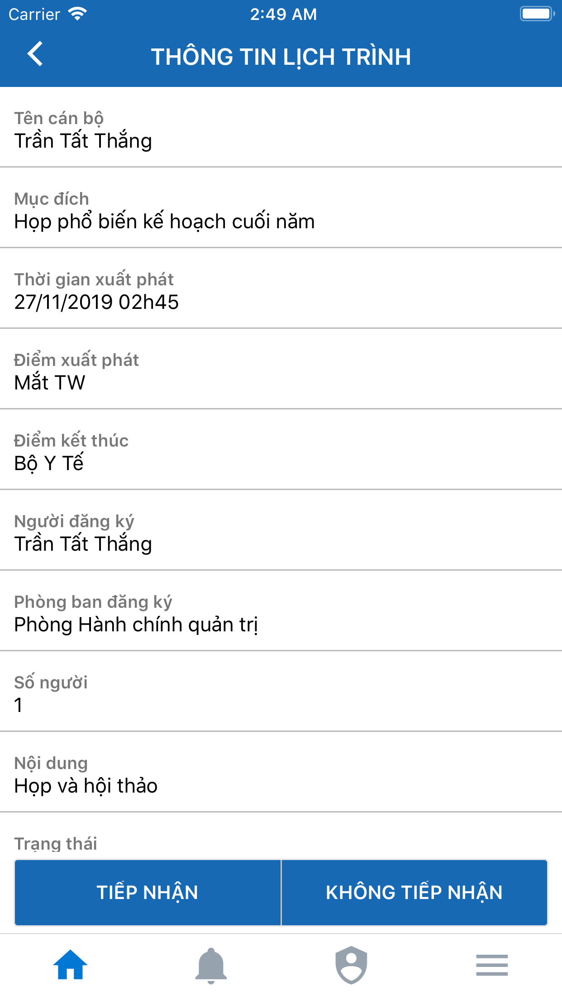 Carrier 2:49 AM
THÔNG TIN LỊCH TRÌNH
Tên cán bộ
Trần Tất Thắng
Mục đích
Họp phổ biến kế hoạch cuối năm
Thời gian xuất phát
27/11/2019 02h45
Điểm xuất phát
Mắt TW
Điểm kết thúc
Bộ Y Tế
Người đăng ký
Trần Tất Thắng
Phòng ban đăng ký
Phòng Hành chính quản trị
Số người
1
Nội dung
Họp và hội thảo
Trạng thái
TIẾP NHẬN KHÔNG TIẾP NHẬN